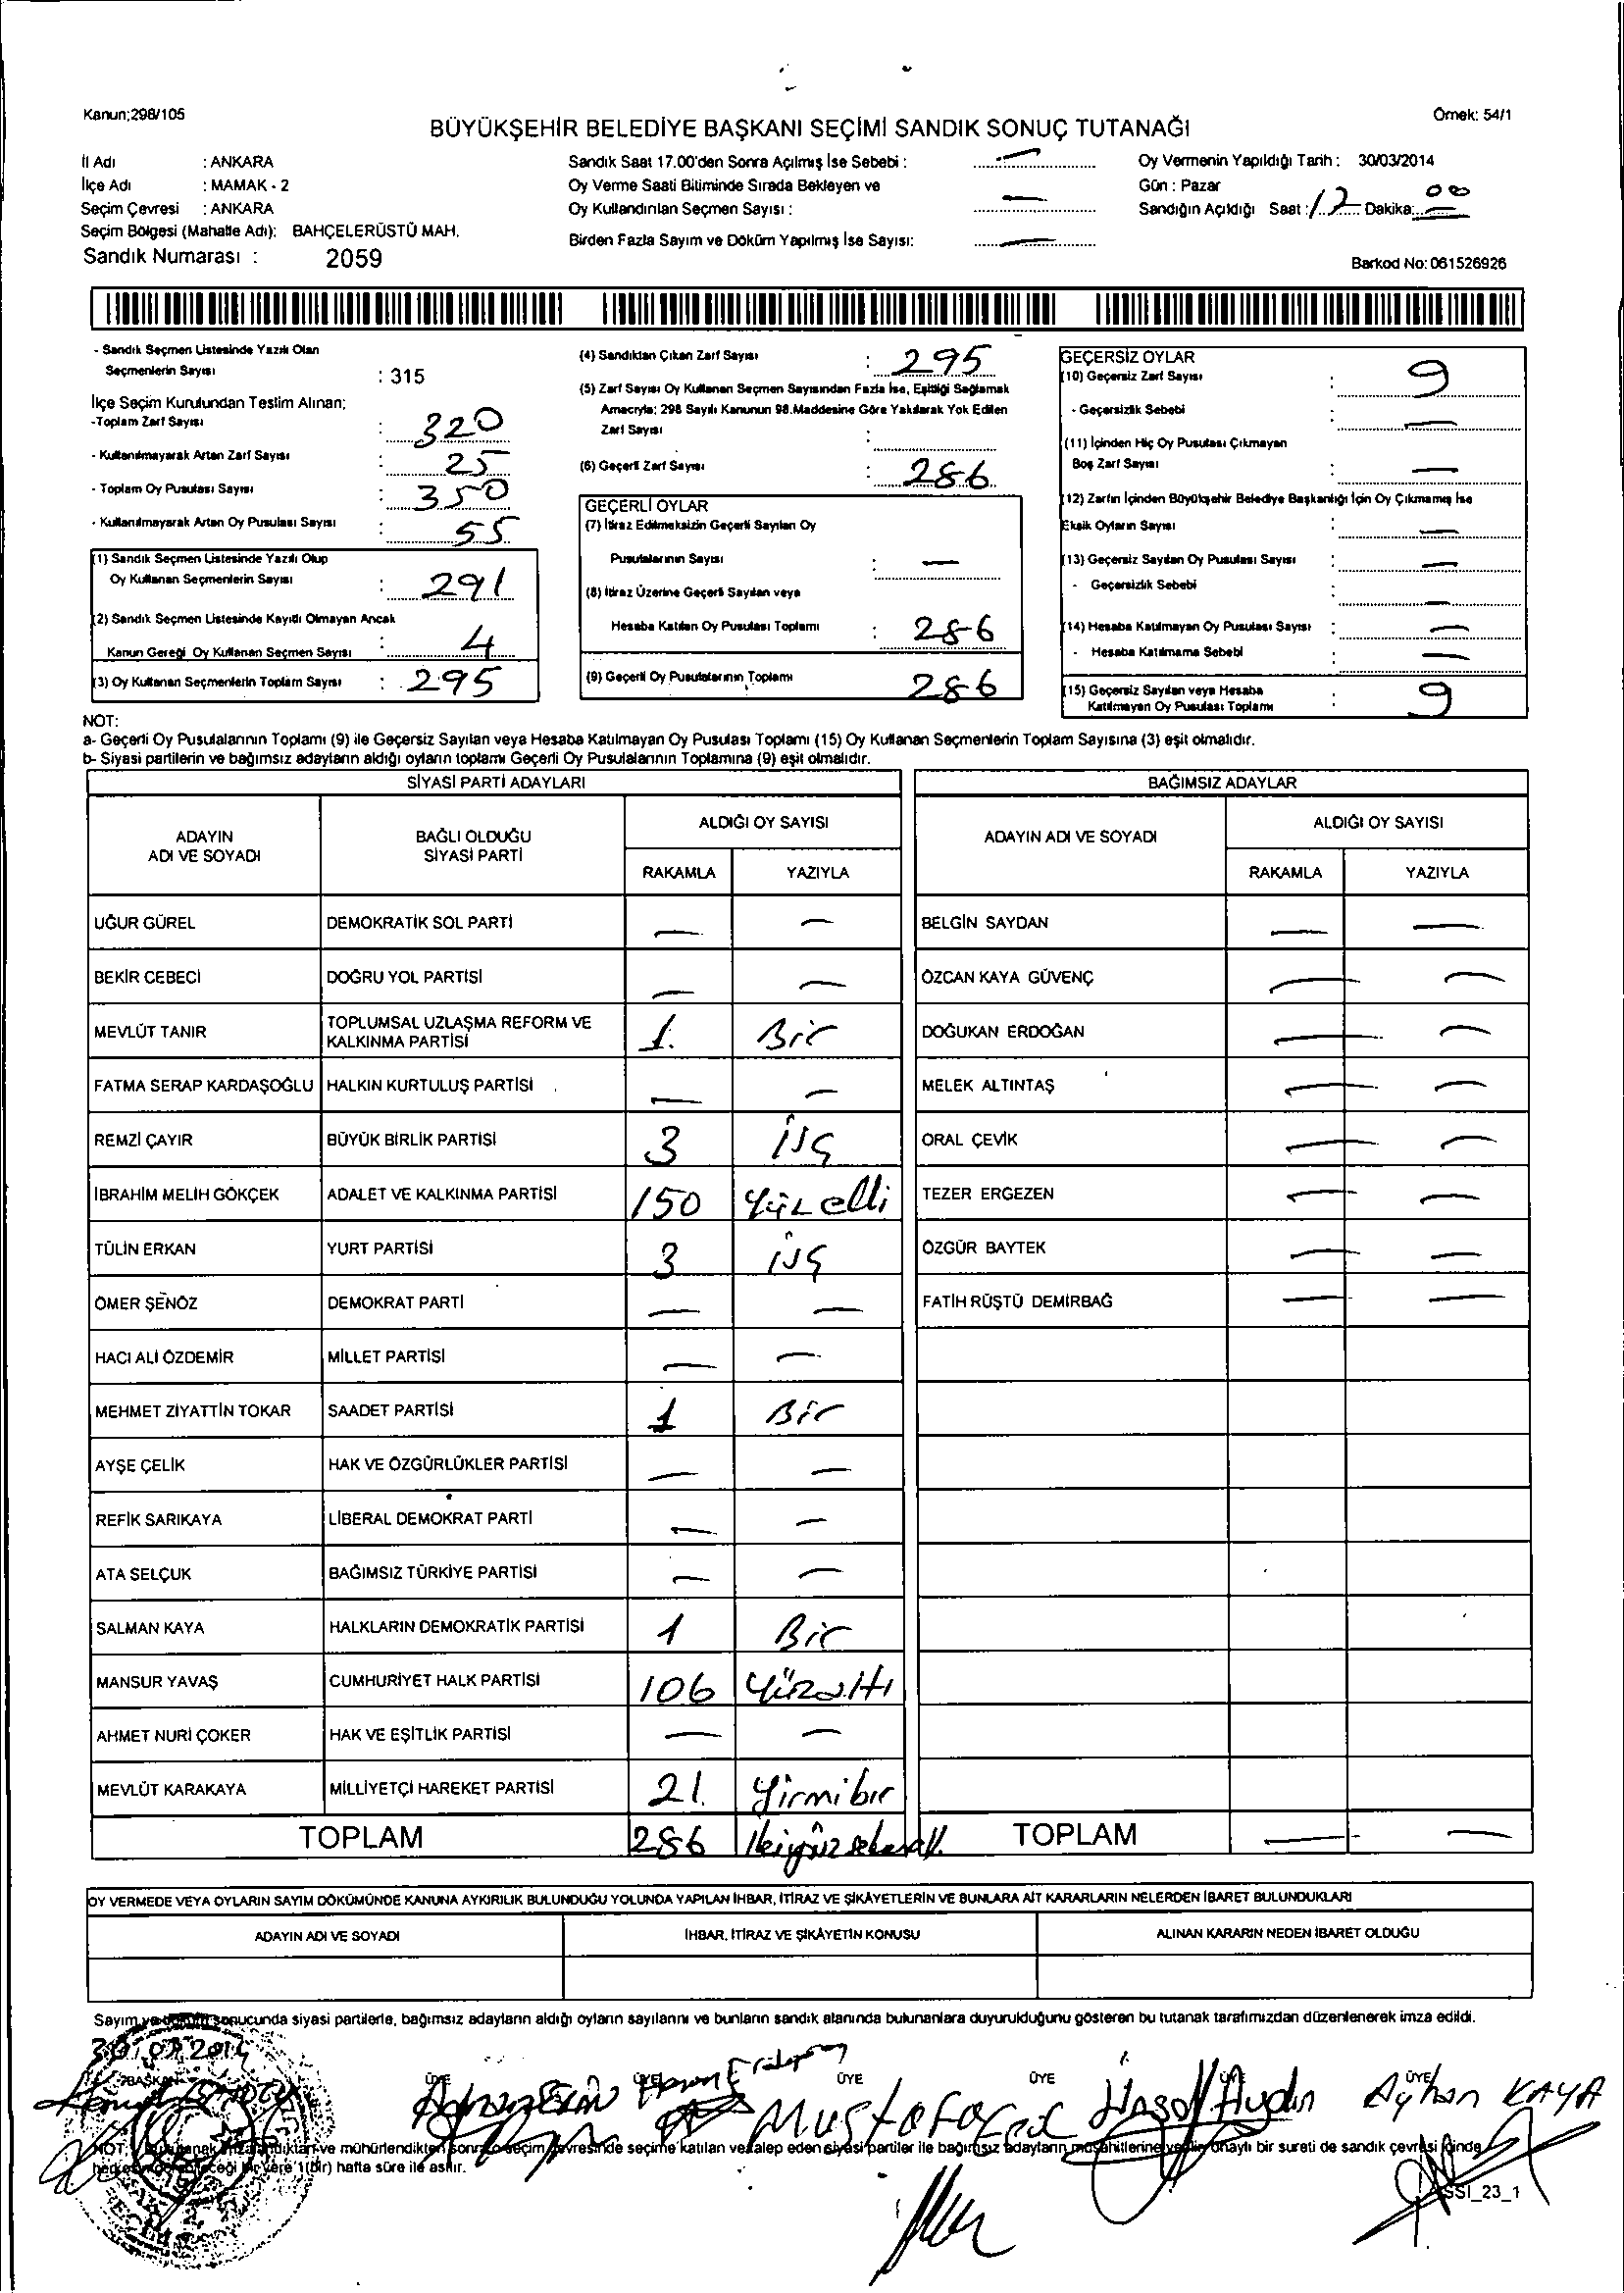 Kanun;298/105
Örnek: 54/1
BÜYÜKŞEHİR BELEDİYE BAŞKANI SEÇİMİ SANDIK SONUÇ TUTANAĞI
İl Adı : ANKARA
İlçe Adı : MAMAK - 2
Seçim Çevresi : ANKARA
Seçim Bölgesi (Mahalle Adı): BAHÇELERÜSTÜ MAH.
Sandık Numarası : 2059
Sandık Saat 17.00'den Sonra Açılmış İse Sebebi : —
Oy Verme Saati Bitiminde Sırada Bekleyen ve
Oy Kullandırılan Seçmen Sayısı : —
Birden Fazla Sayım ve Döküm Yapılmış İse Sayısı: —
Oy Vermenin Yapıldığı Tarih : 30/03/2014
Gün : Pazar
Sandığın Açıldığı Saat : 17 Dakika: 00
Barkod No: 061526926
- Sandık Seçmen Listesinde Yazılı Olan
Seçmenlerin Sayısı : 315
İlçe Seçim Kurulundan Teslim Alınan;
-Toplam Zarf Sayısı : 320
- Kullanılmayarak Artan Zarf Sayısı : 25
- Toplam Oy Pusulası Sayısı : 350
- Kullanılmayarak Artan Oy Pusulası Sayısı : 55
(1) Sandık Seçmen Listesinde Yazılı Olup
Oy Kullanan Seçmenlerin Sayısı : 291
(2) Sandık Seçmen Listesinde Kayıtlı Olmayan Ancak
Kanun Gereği Oy Kullanan Seçmen Sayısı : 4
(3) Oy Kullanan Seçmenlerin Toplam Sayısı : 295
(4) Sandıktan Çıkan Zarf Sayısı : 295
(5) Zarf Sayısı Oy Kullanan Seçmen Sayısından Fazla İse, Eşitliği Sağlamak
Amacıyla; 298 Sayılı Kanunun 98.Maddesine Göre Yakılarak Yok Edilen
Zarf Sayısı :
(6) Geçerli Zarf Sayısı : 286
GEÇERLİ OYLAR
(7) İtiraz Edilmeksizin Geçerli Sayılan Oy
Pusulalarının Sayısı : —
(8) İtiraz Üzerine Geçerli Sayılan veya
Hesaba Katılan Oy Pusulası Toplamı : 286
(9) Geçerli Oy Pusulalarının Toplamı 286
GEÇERSİZ OYLAR
(10) Geçersiz Zarf Sayısı : 9
- Geçersizlik Sebebi : —
(11) İçinden Hiç Oy Pusulası Çıkmayan
Boş Zarf Sayısı : —
(12) Zarfın İçinden Büyükşehir Belediye Başkanlığı İçin Oy Çıkmamış İse
Eksik Oyların Sayısı : —
(13) Geçersiz Sayılan Oy Pusulası Sayısı : —
- Geçersizlik Sebebi : —
(14) Hesaba Katılmayan Oy Pusulası Sayısı : —
- Hesaba Katılmama Sebebi : —
(15) Geçersiz Sayılan veya Hesaba
Katılmayan Oy Pusulası Toplamı : 9
NOT:
a- Geçerli Oy Pusulalarının Toplamı (9) ile Geçersiz Sayılan veya Hesaba Katılmayan Oy Pusulası Toplamı (15) Oy Kullanan Seçmenlerin Toplam Sayısına (3) eşit olmalıdır.
b- Siyasi partilerin ve bağımsız adayların aldığı oyların toplamı Geçerli Oy Pusulalarının Toplamına (9) eşit olmalıdır.
SİYASİ PARTİ ADAYLARI
ADAYIN ADI VE SOYADI
BAĞLI OLDUĞU SİYASİ PARTİ
ALDIĞI OY SAYISI
RAKAMLA YAZIYLA
UĞUR GÜREL DEMOKRATİK SOL PARTİ — —
BEKİR CEBECİ DOĞRU YOL PARTİSİ — —
MEVLÜT TANIR TOPLUMSAL UZLAŞMA REFORM VE KALKINMA PARTİSİ 1. Bir
FATMA SERAP KARDAŞOĞLU HALKIN KURTULUŞ PARTİSİ — —
REMZİ ÇAYIR BÜYÜK BİRLİK PARTİSİ 3 üç
İBRAHİM MELİH GÖKÇEK ADALET VE KALKINMA PARTİSİ 150 Yüz elli
TÜLİN ERKAN YURT PARTİSİ 3 üç
ÖMER ŞENÖZ DEMOKRAT PARTİ — —
HACI ALİ ÖZDEMİR MİLLET PARTİSİ — —
MEHMET ZİYATTİN TOKAR SAADET PARTİSİ 1 Bir
AYŞE ÇELİK HAK VE ÖZGÜRLÜKLER PARTİSİ — —
REFİK SARIKAYA LİBERAL DEMOKRAT PARTİ — —
ATA SELÇUK BAĞIMSIZ TÜRKİYE PARTİSİ — —
SALMAN KAYA HALKLARIN DEMOKRATİK PARTİSİ 1 Bir
MANSUR YAVAŞ CUMHURİYET HALK PARTİSİ 106 Yüzaltı
AHMET NURİ ÇOKER HAK VE EŞİTLİK PARTİSİ — —
MEVLÜT KARAKAYA MİLLİYETÇİ HAREKET PARTİSİ 21. Yirmi bir
TOPLAM 286
BAĞIMSIZ ADAYLAR
ADAYIN ADI VE SOYADI
ALDIĞI OY SAYISI
RAKAMLA YAZIYLA
BELGİN SAYDAN — —
ÖZCAN KAYA GÜVENÇ — —
DOĞUKAN ERDOĞAN — —
MELEK ALTINTAŞ — —
ORAL ÇEVİK — —
TEZER ERGEZEN — —
ÖZGÜR BAYTEK — —
FATİH RÜŞTÜ DEMİRBAĞ — —
TOPLAM — —
OY VERMEDE VEYA OYLARIN SAYIM DÖKÜMÜNDE KANUNA AYKIRILIK BULUNDUĞU YOLUNDA YAPILAN İHBAR, İTİRAZ VE ŞİKÂYETLERİN VE BUNLARA AİT KARARLARIN NELERDEN İBARET BULUNDUKLARI
ADAYIN ADI VE SOYADI İHBAR, İTİRAZ VE ŞİKÂYETİN KONUSU ALINAN KARARIN NEDEN İBARET OLDUĞU
Sayım ve sonucunda siyasi partilerle, bağımsız adayların aldığı oyların sayılarını ve bunların sandık alanında bulunanlara duyurulduğunu gösteren bu tutanak tarafımızdan düzenlenerek imza edildi.
30.03.2014
BAŞKAN ÜYE ÜYE ÜYE ÜYE ÜYE ÜYE
Hasan Aydın Ayhan KAYA
ve mühürlendikten sonra seçim çevresinde seçime katılan ve talep eden siyasi partiler ile bağımsız adayların müşahitlerine onaylı bir sureti de sandık çevresi içinde
1(bir) hafta süre ile asılır.
SSI_23_1